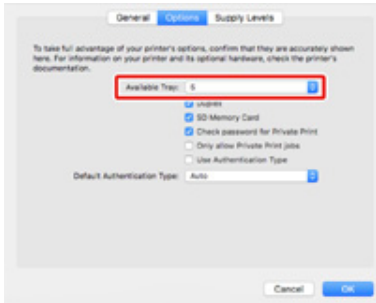 General Options Supply Levels
To take full advantage of your printer's options, confirm that they are accurately shown
here. For information on your printer and its optional hardware, check the printer's
documentation.
Available Tray: 5
Duplex
SD Memory Card
Check password for Private Print
Only allow Private Print jobs
Use Authentication Type
Default Authentication Type: Auto
Cancel OK